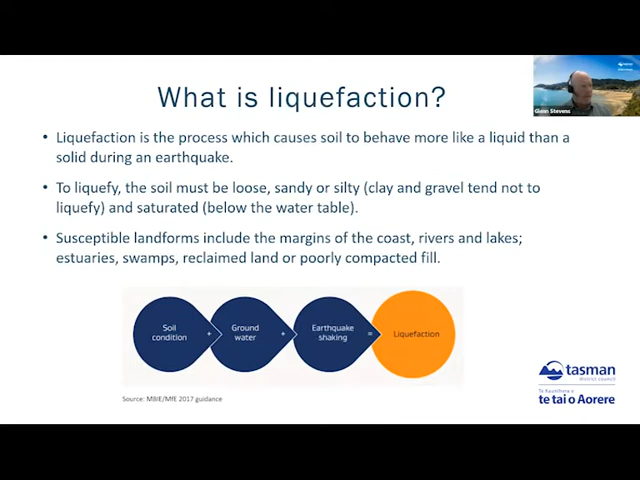 What is liquefaction?
Glenn Stevens
• Liquefaction is the process which causes soil to behave more like a liquid than a
solid during an earthquake.
• To liquefy, the soil must be loose, sandy or silty (clay and gravel tend not to
liquefy) and saturated (below the water table).
• Susceptible landforms include the margins of the coast, rivers and lakes;
estuaries, swamps, reclaimed land or poorly compacted fill.
Soil
condition
+
Ground
water
+
Earthquake
shaking
=
Liquefaction
Source: MBIE/MfE 2017 guidance
tasman
district council
Te Kaunihera o
te tai o Aorere